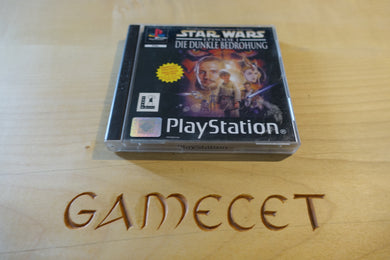 STAR WARS
EPISODE I
DIE DUNKLE BEDROHUNG
PlayStation
GAMECET